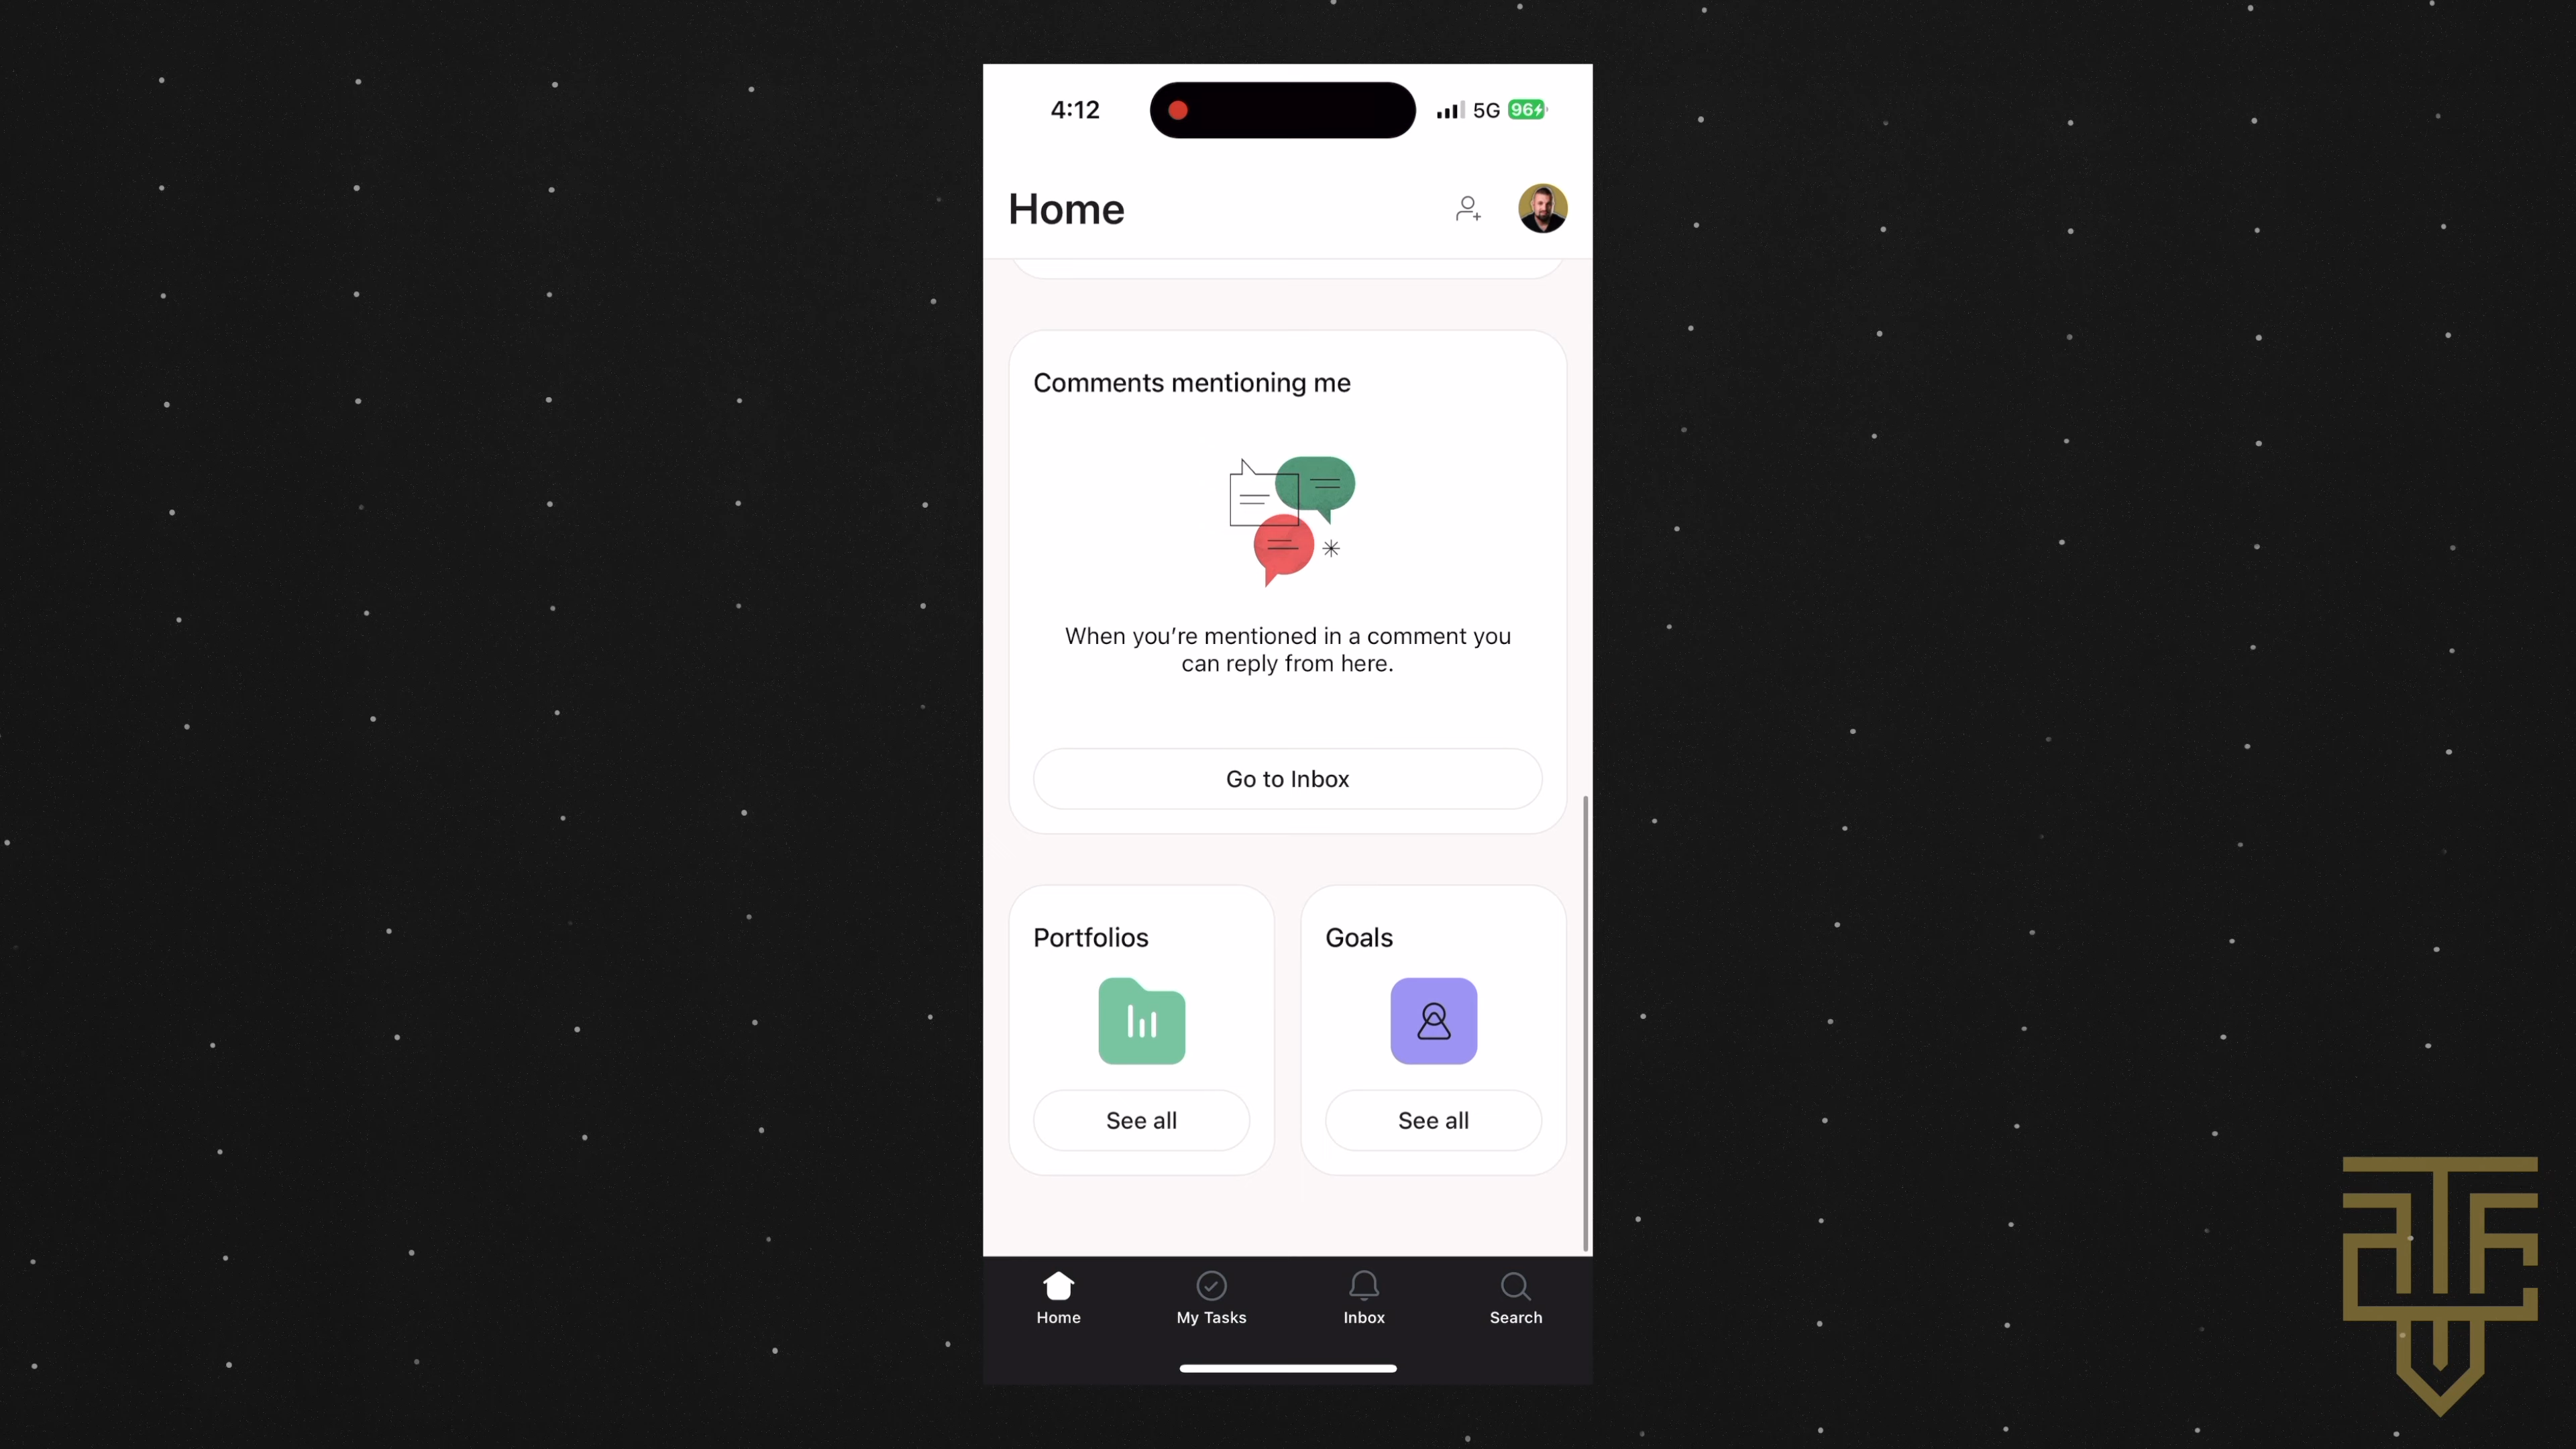 4:12
5G 96
Home
Comments mentioning me
When you’re mentioned in a comment you
can reply from here.
Go to Inbox
Portfolios
Goals
See all
See all
Home
My Tasks
Inbox
Search